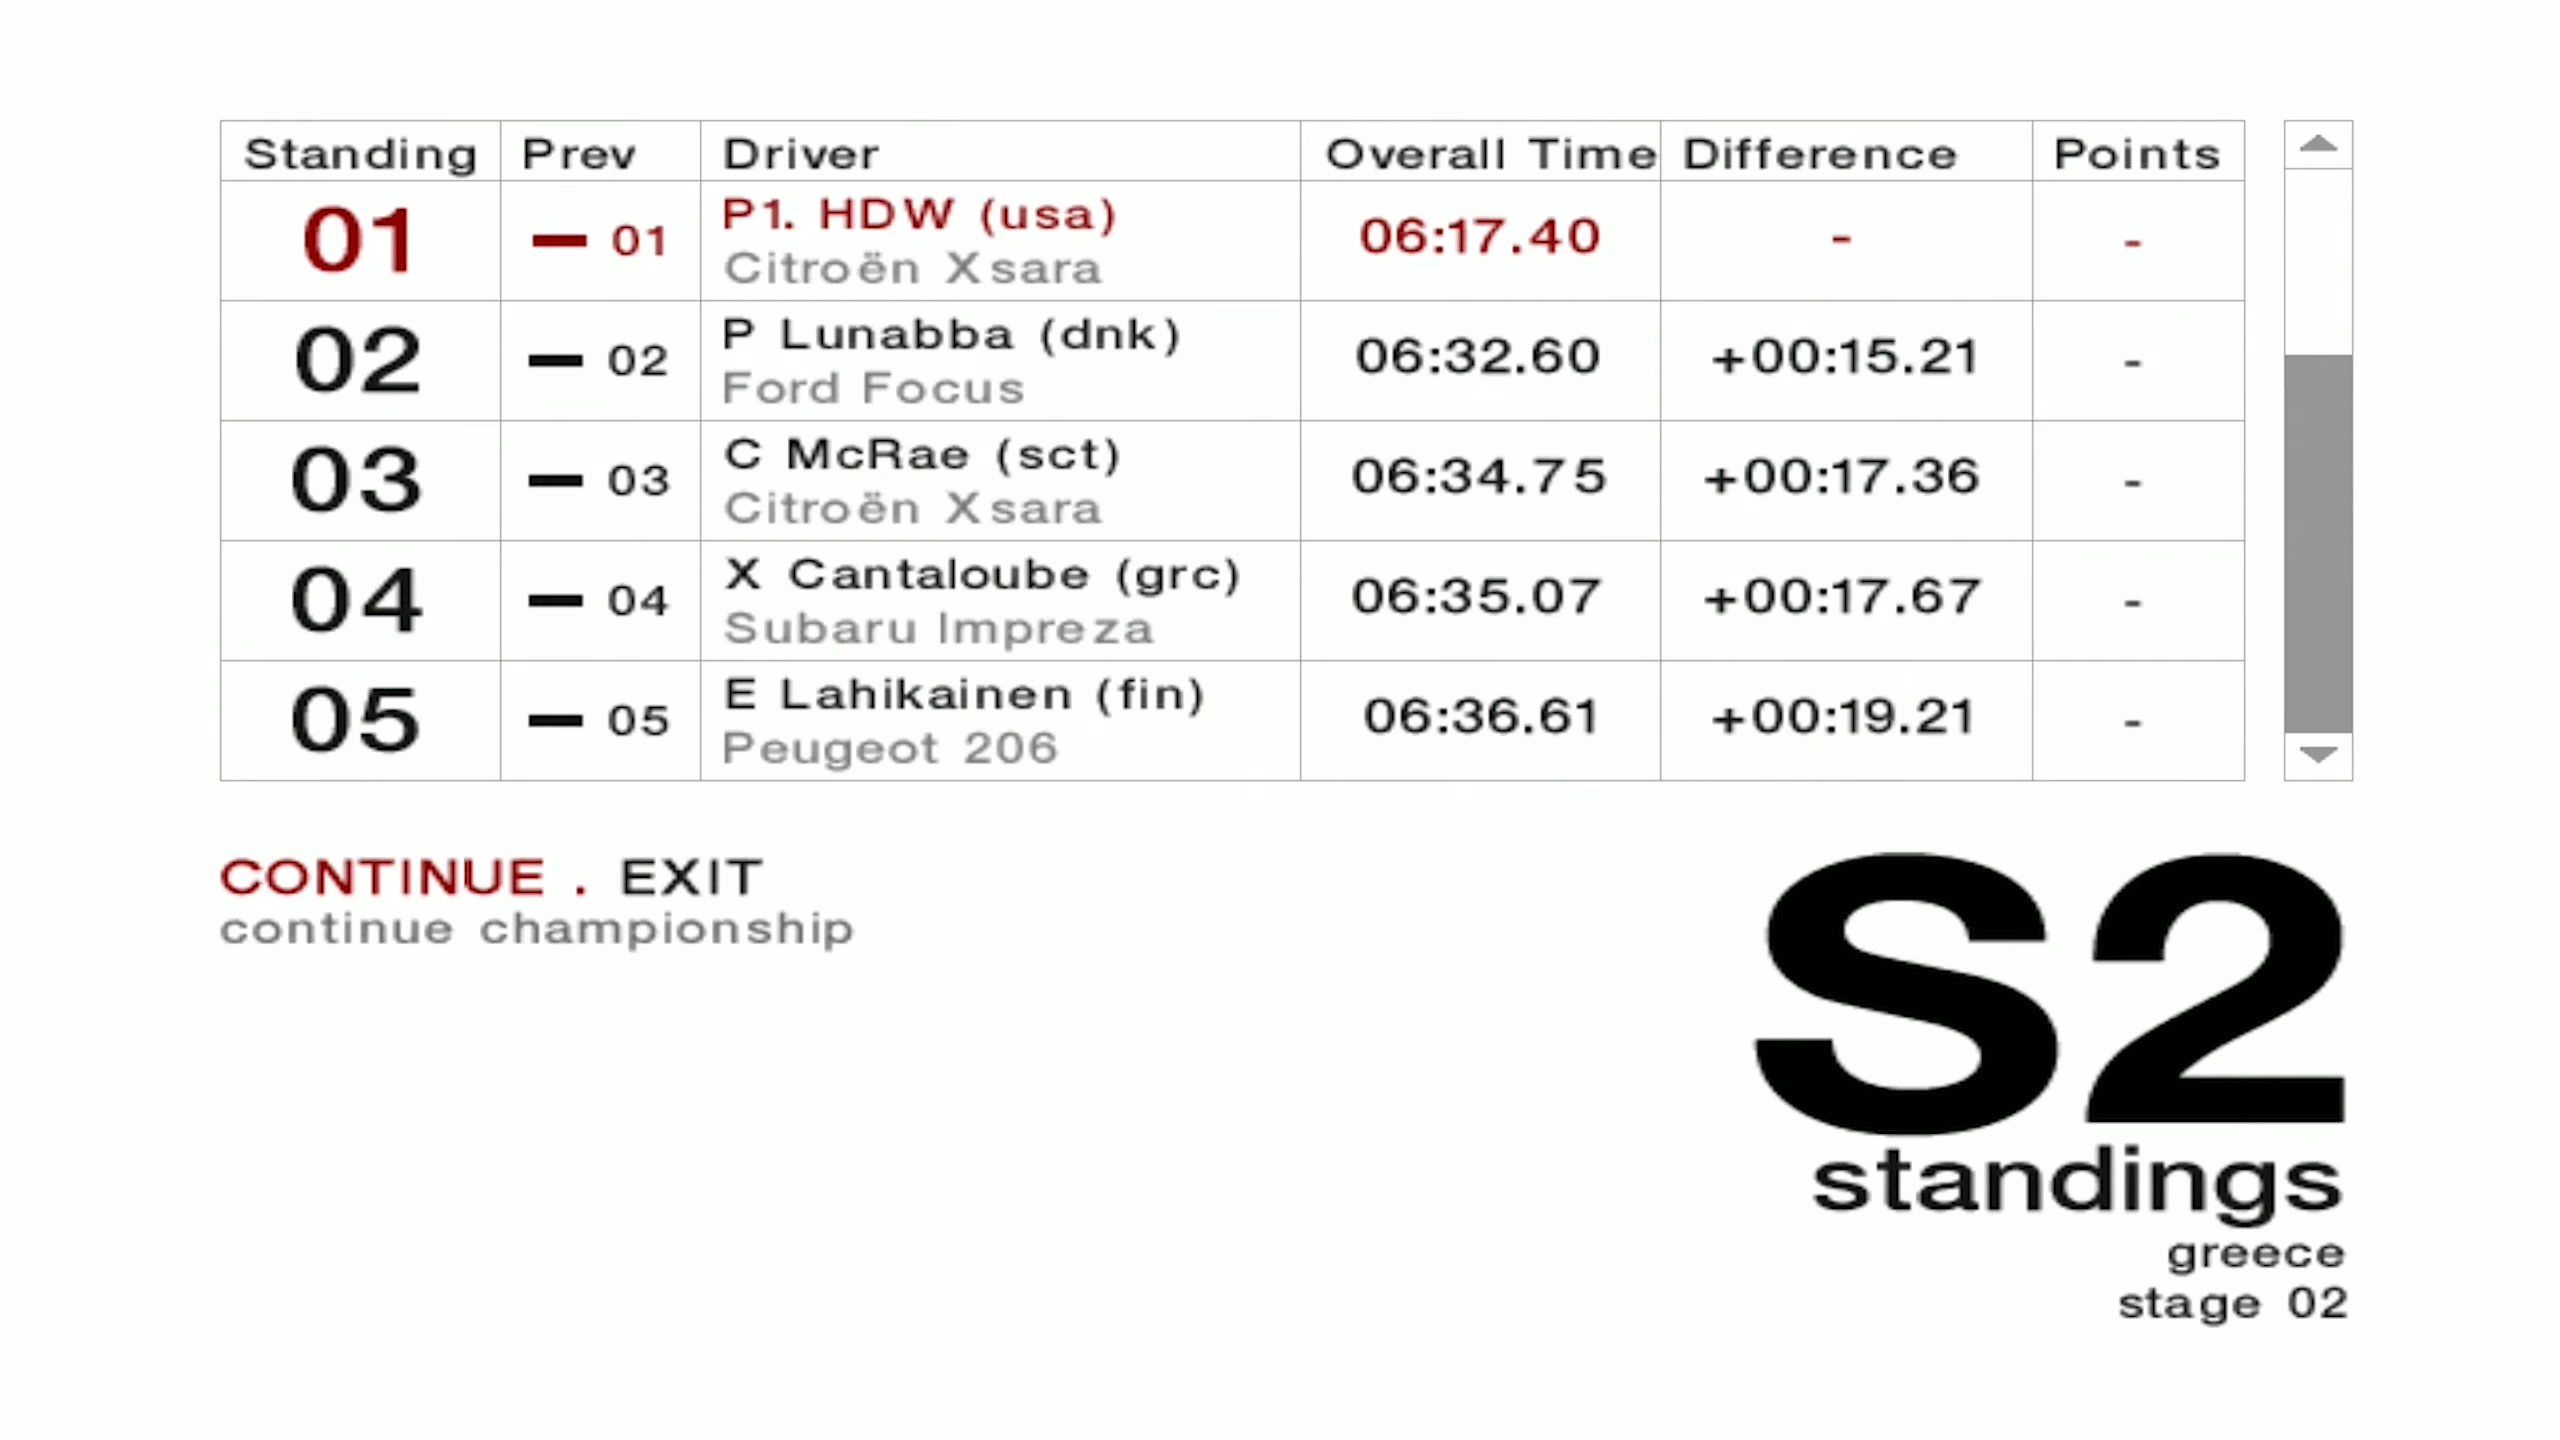 Standing Prev Driver Overall Time Difference Points
01 — 01 P1. HDW (usa) 06:17.40 - -
Citroën Xsara
02 — 02 P Lunabba (dnk) 06:32.60 +00:15.21 -
Ford Focus
03 — 03 C McRae (sct) 06:34.75 +00:17.36 -
Citroën Xsara
04 — 04 X Cantaloube (grc) 06:35.07 +00:17.67 -
Subaru Impreza
05 — 05 E Lahikainen (fin) 06:36.61 +00:19.21 -
Peugeot 206
CONTINUE . EXIT
continue championship
S2
standings
greece
stage 02